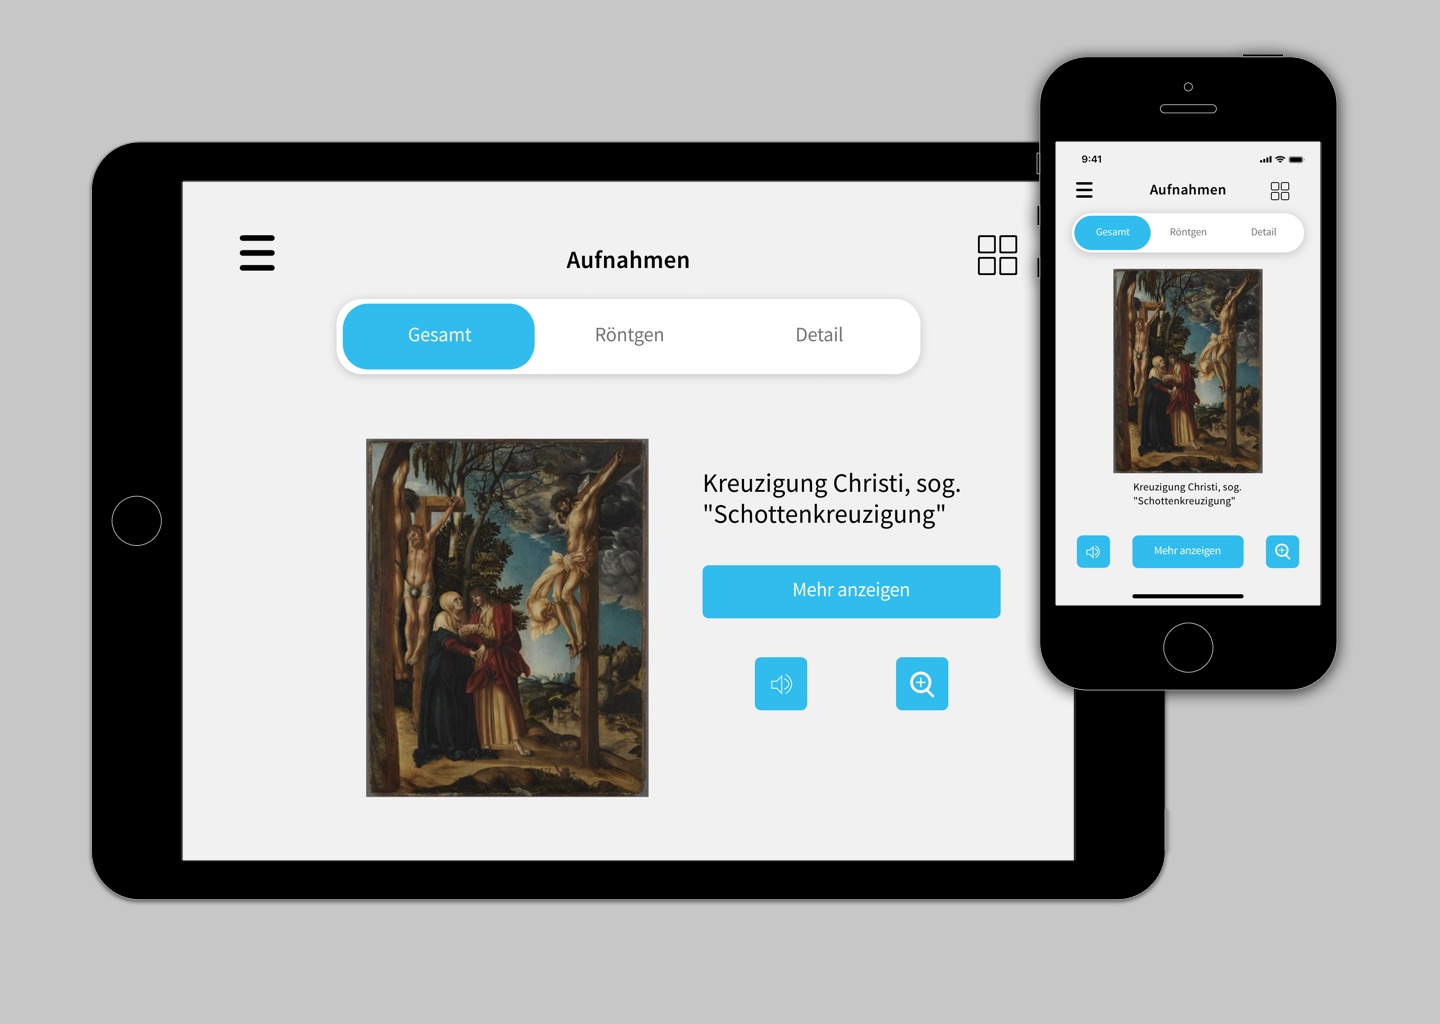 Aufnahmen
Gesamt Röntgen Detail
Kreuzigung Christi, sog.
"Schottenkreuzigung"
Mehr anzeigen
9:41
Aufnahmen
Gesamt Röntgen Detail
Kreuzigung Christi, sog.
"Schottenkreuzigung"
Mehr anzeigen